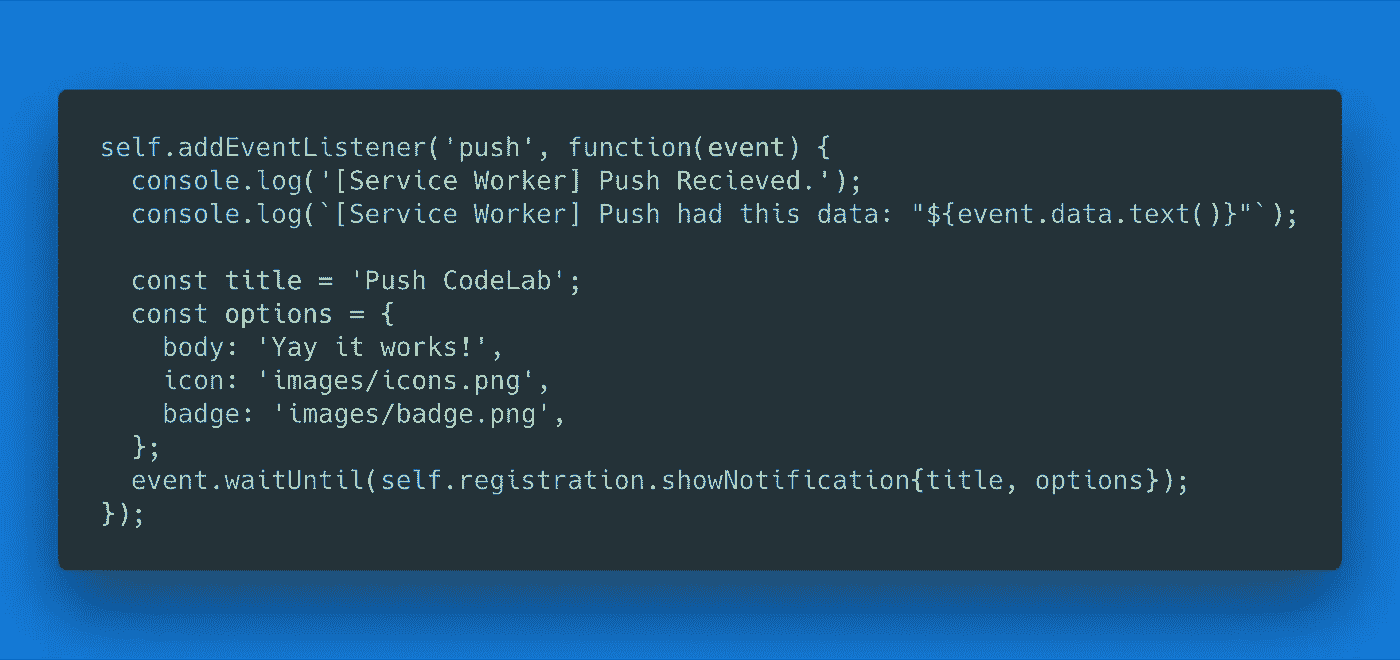 self.addEventListener('push', function(event) {
  console.log('[Service Worker] Push Recieved.');
  console.log(`[Service Worker] Push had this data: "${event.data.text()}"`);

  const title = 'Push CodeLab';
  const options = {
    body: 'Yay it works!',
    icon: 'images/icons.png',
    badge: 'images/badge.png',
  };
  event.waitUntil(self.registration.showNotification{title, options});
});